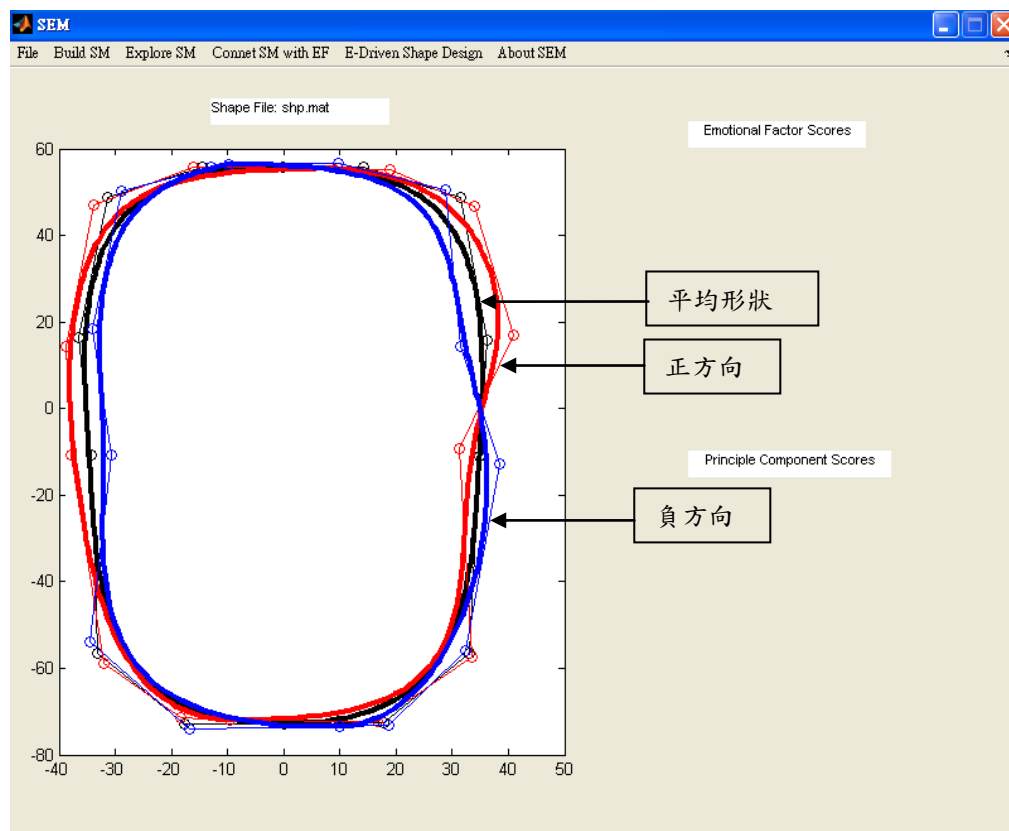 SEM
File Build SM Explore SM Connet SM with EF E-Driven Shape Design About SEM
Shape File: shp.mat
Emotional Factor Scores
60
40
20
0
-20
-40
-60
-80
-40 -30 -20 -10 0 10 20 30 40 50
平均形狀
正方向
Principle Component Scores
負方向